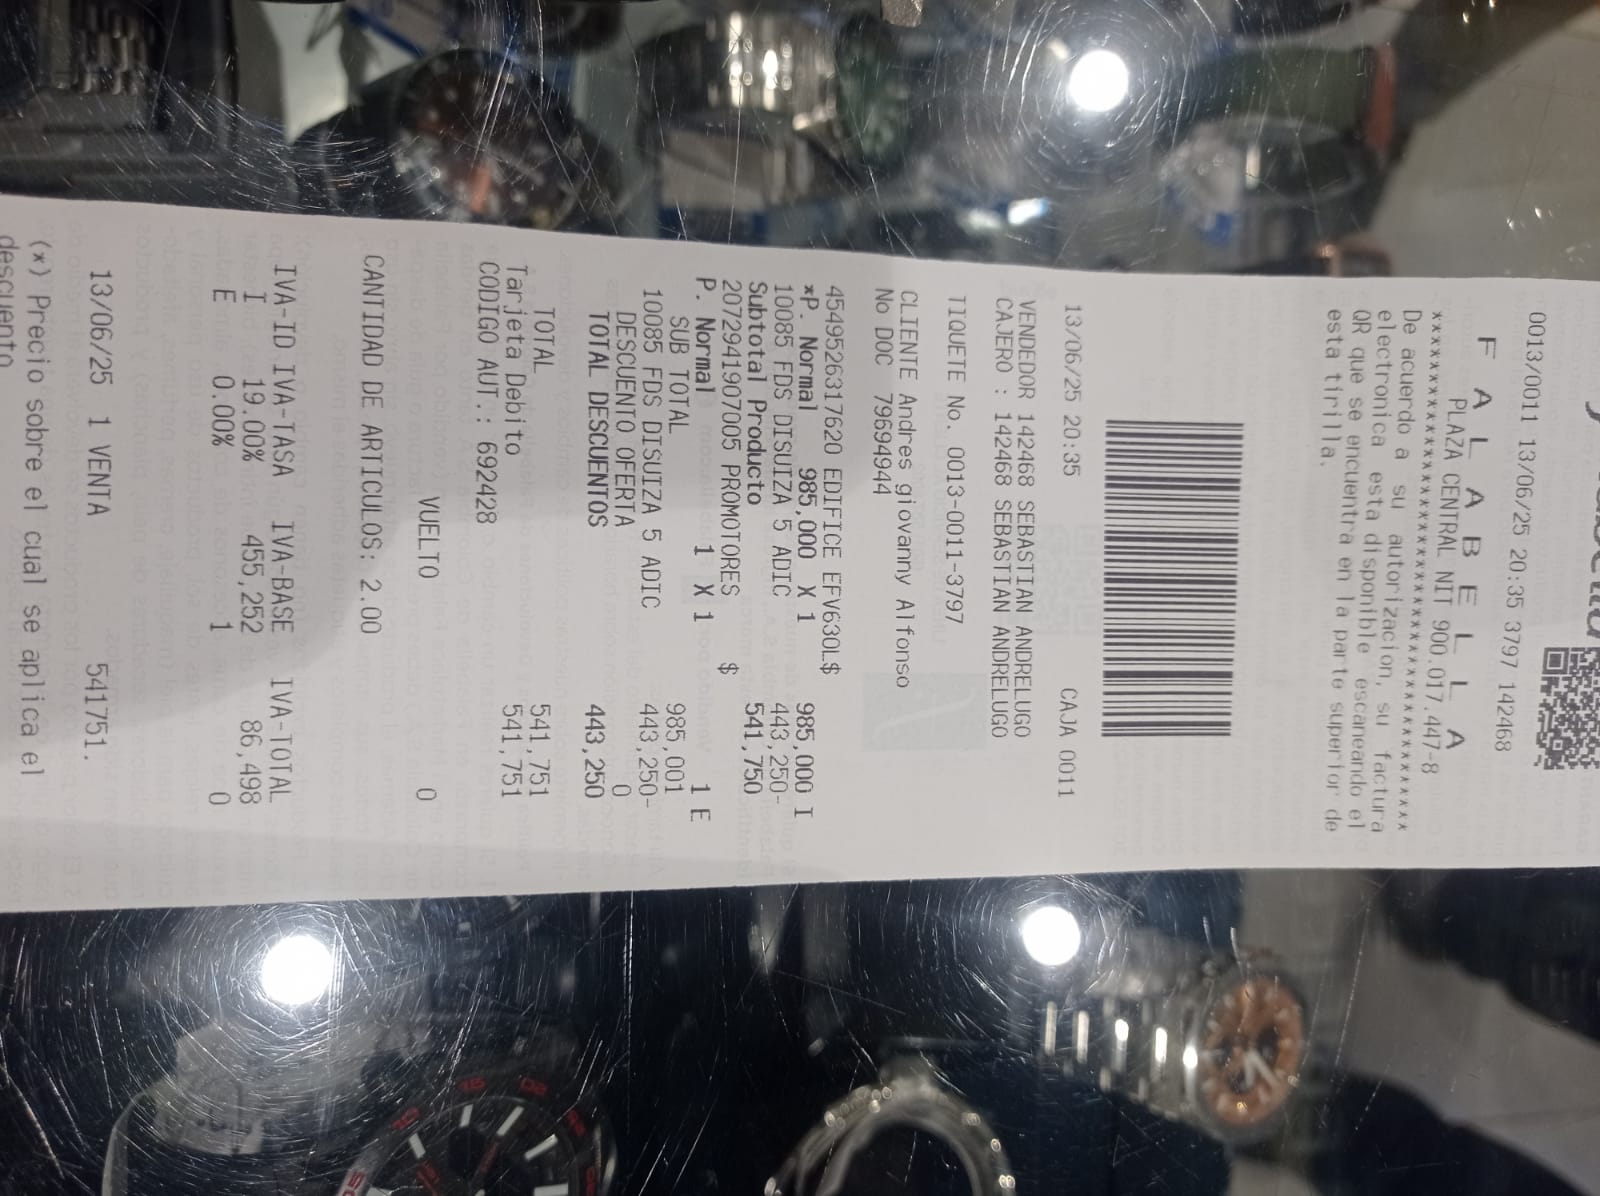 0013/0011 13/06/25 20:35 3797 142468
F A L A B E L L A
PLAZA CENTRAL NIT 900.017.447-8
****************************************
De acuerdo a su autorizacion, su factura
electronica esta disponible escaneando el
QR que se encuentra en la parte superior de
esta tirilla.
13/06/25 20:35 CAJA 0011
VENDEDOR 142468 SEBASTIAN ANDRELUGO
CAJERO : 142468 SEBASTIAN ANDRELUGO
TIQUETE No. 0013-0011-3797
CLIENTE Andres giovanny Alfonso
No DOC 79694944
4549526317620 EDIFICE EFV630L$
*P. Normal 985,000 X 1 985,000 I
10085 FDS DISUIZA 5 ADIC 443,250-
Subtotal Producto 541,750
2072941907005 PROMOTORES $
P. Normal 1 X 1 1 E
SUB TOTAL 985,001
10085 FDS DISUIZA 5 ADIC 443,250-
DESCUENTO OFERTA 0
TOTAL DESCUENTOS 443,250
TOTAL 541,751
Tarjeta Debito 541,751
CODIGO AUT.: 692428
VUELTO 0
CANTIDAD DE ARTICULOS: 2.00
IVA-ID IVA-TASA IVA-BASE IVA-TOTAL
I 19.00% 455,252 86,498
E 0.00% 1 0
13/06/25 1 VENTA 541751.
(*) Precio sobre el cual se aplica el
descuento